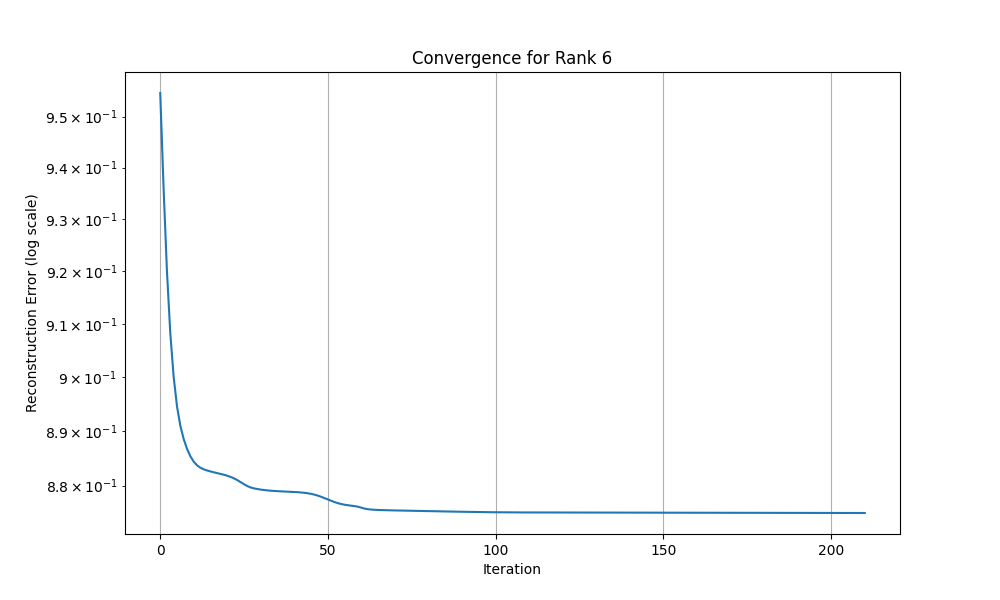 Convergence for Rank 6
Reconstruction Error (log scale)
9.5 × 10⁻¹
9.4 × 10⁻¹
9.3 × 10⁻¹
9.2 × 10⁻¹
9.1 × 10⁻¹
9 × 10⁻¹
8.9 × 10⁻¹
8.8 × 10⁻¹
0 50 100 150 200
Iteration